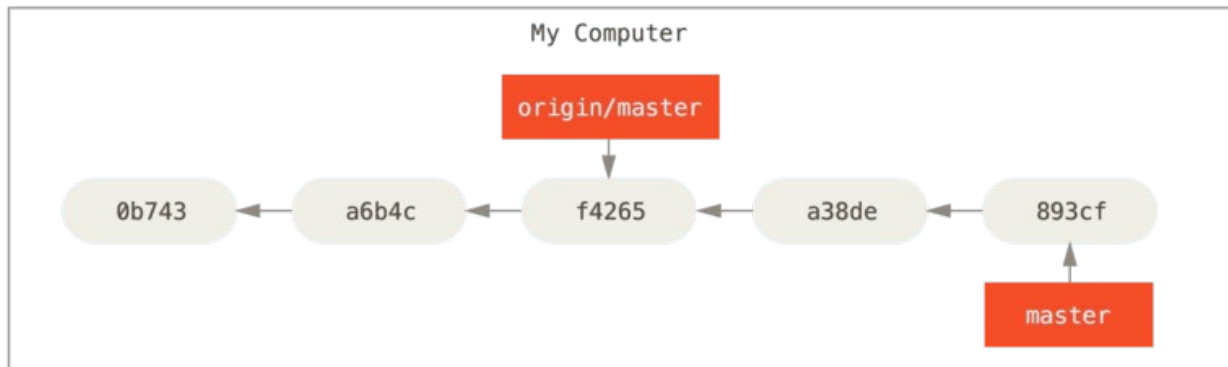 My Computer
origin/master
0b743
a6b4c
f4265
a38de
893cf
master